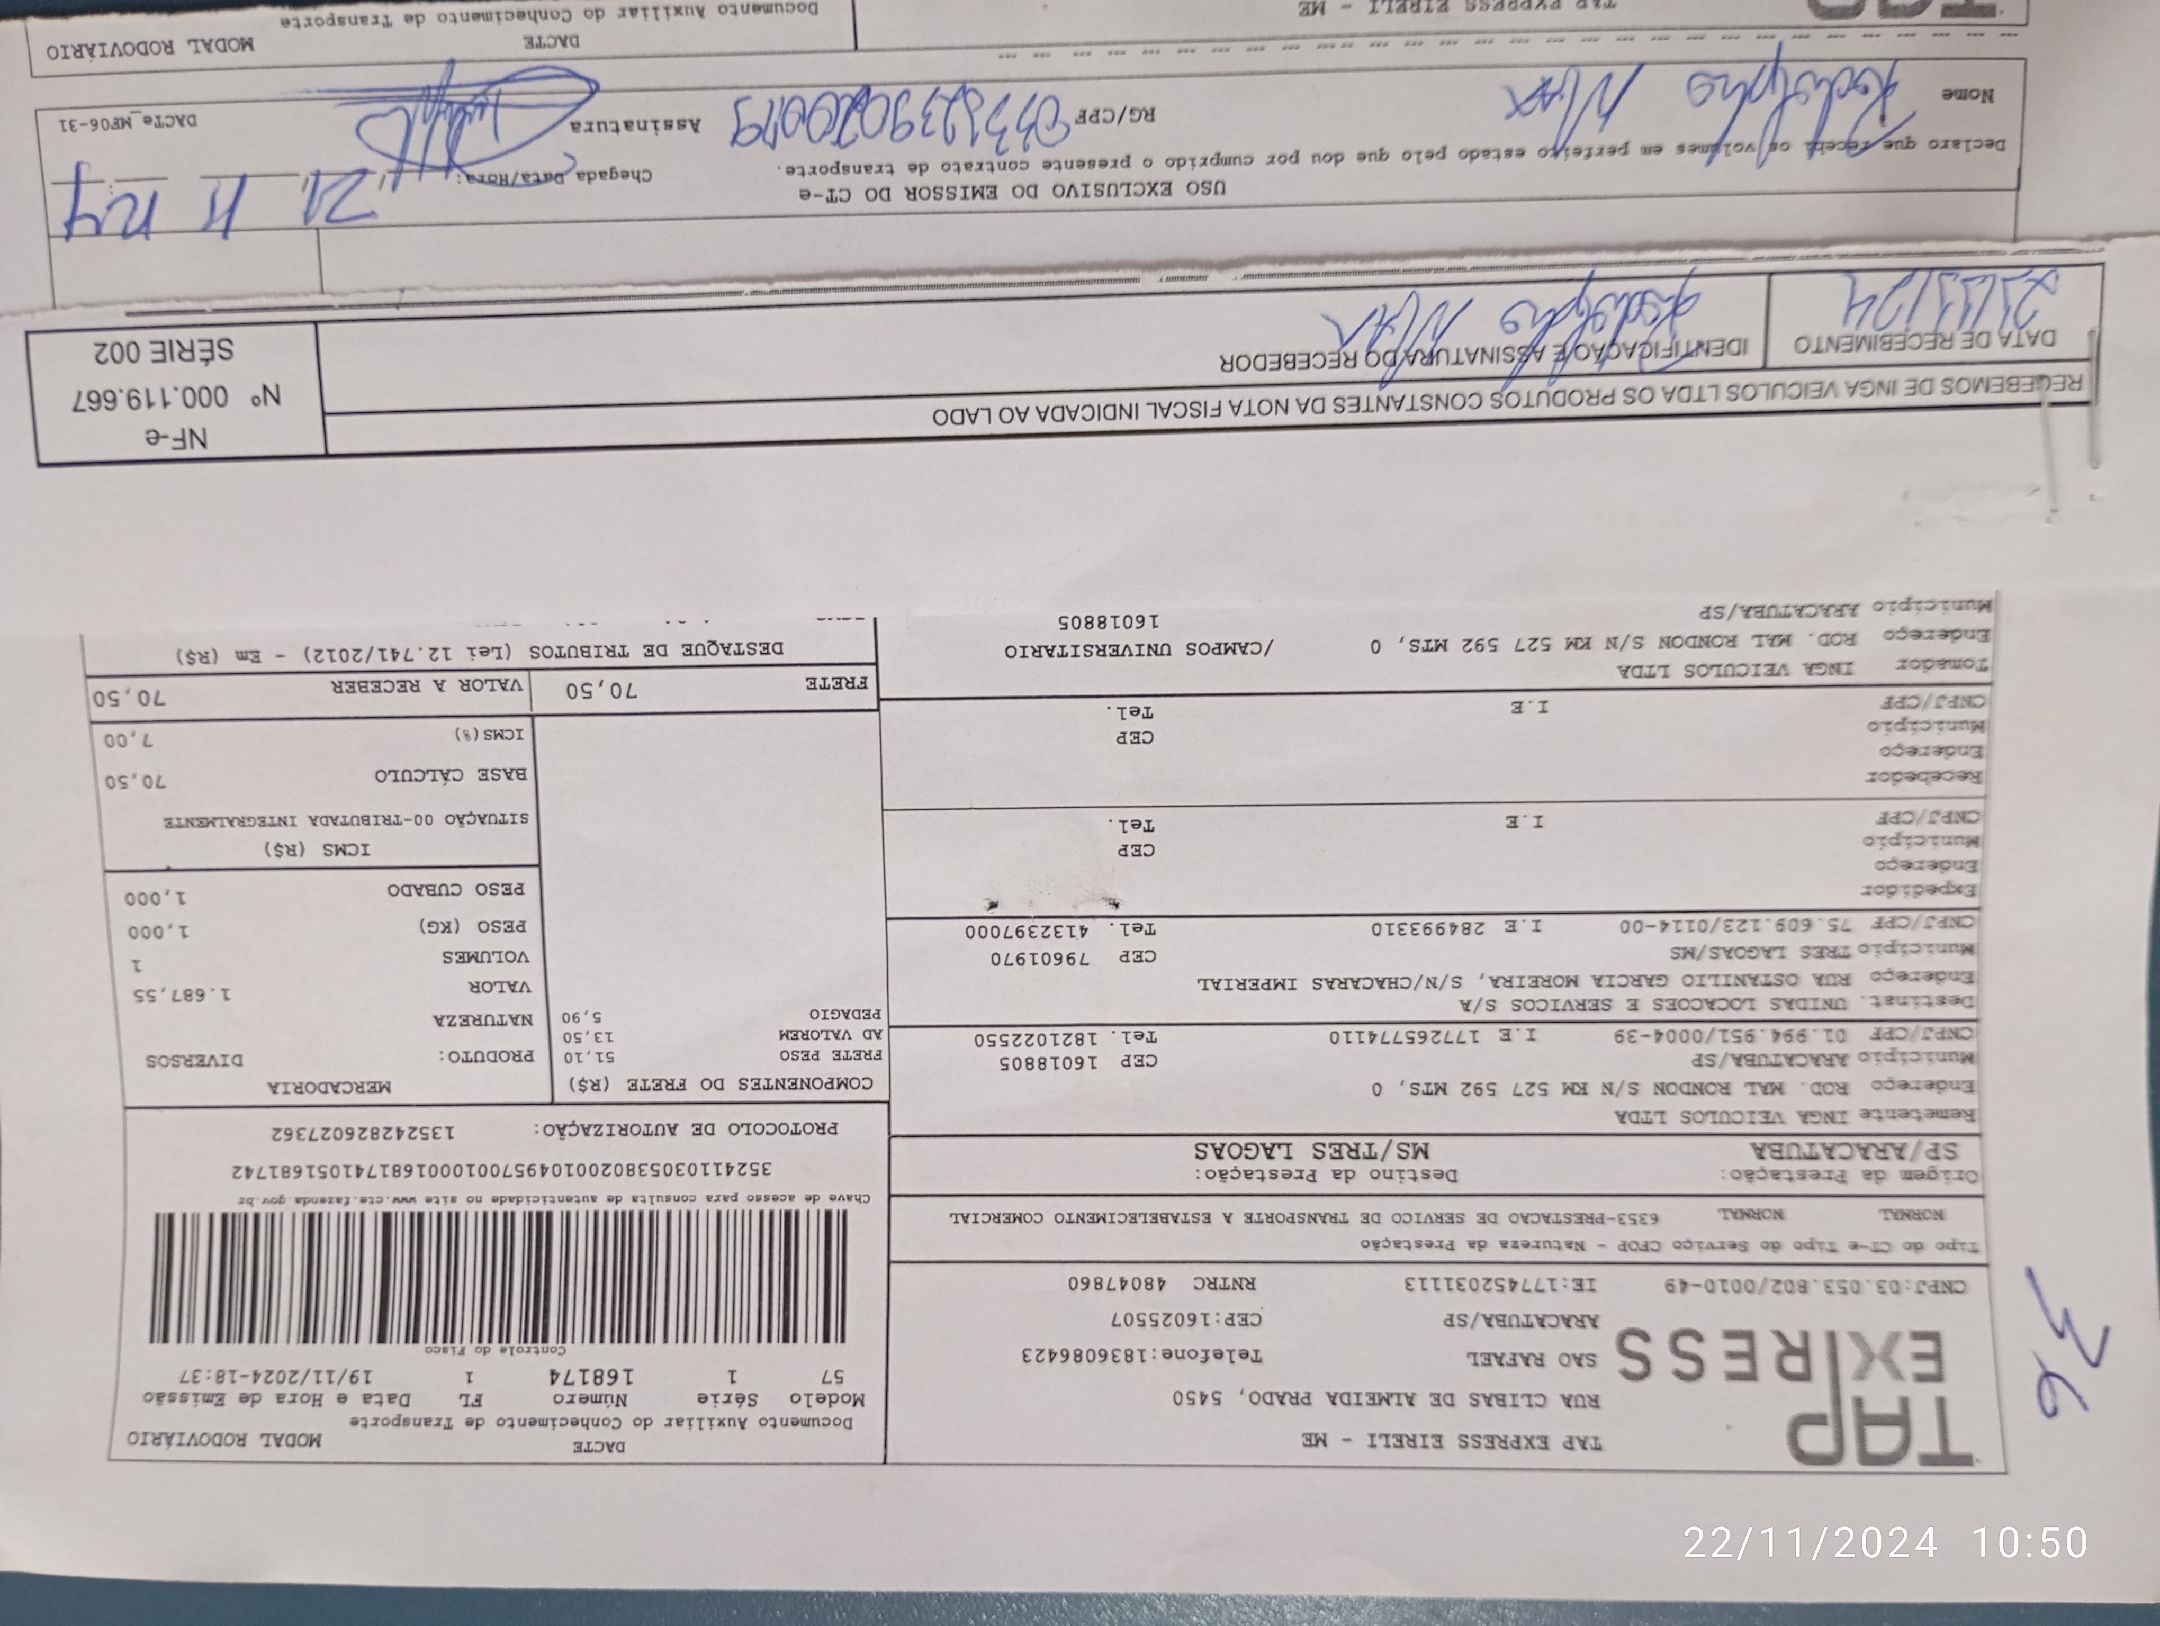 TAP EXPRESS
TAP EXPRESS EIRELI - ME
RUA CLIBAS DE ALMEIDA PRADO, 5450
SAO RAFAEL Telefone:1836086423
ARACATUBA/SP CEP:16025507
CNPJ:03.053.802/0010-49 IE:177452031113 RNTRC 48047860
DACTE MODAL RODOVIÁRIO
Documento Auxiliar do Conhecimento de Transporte
Modelo Série Número FL Data e Hora de Emissão
57 1 168174 1 19/11/2024-18:37
Controle do Fisco
Chave de acesso para consulta de autenticidade no site www.cte.fazenda.gov.br
35241103053802001049570010001681741051681742
PROTOCOLO DE AUTORIZAÇÃO: 135242826027362
Tipo do CT-e Tipo do Serviço CFOP - Natureza da Prestação
NORMAL NORMAL 6353-PRESTACAO DE SERVICO DE TRANSPORTE A ESTABELECIMENTO COMERCIAL
Origem da Prestação: Destino da Prestação:
SP/ARACATUBA MS/TRES LAGOAS
Remetente INGA VEICULOS LTDA
Endereço ROD. MAL RONDON S/N KM 527 592 MTS, 0
Município ARACATUBA/SP CEP 16018805
CNPJ/CPF 01.994.951/0004-39 I.E 177265774110 Tel. 1821022550
Destinat. UNIDAS LOCACOES E SERVICOS S/A
Endereço RUA OSTANILIO GARCIA MOREIRA, S/N/CHACARAS IMPERIAL
Município TRES LAGOAS/MS CEP 79601970
CNPJ/CPF 75.609.123/0114-00 I.E 284993310 Tel. 4132397000
Expedidor
Endereço
Município CEP
CNPJ/CPF I.E Tel.
Recebedor
Endereço
Município CEP
CNPJ/CPF I.E Tel.
Tomador INGA VEICULOS LTDA
Endereço ROD. MAL RONDON S/N KM 527 592 MTS, 0 /CAMPOS UNIVERSITARIO
Município ARACATUBA/SP 16018805
COMPONENTES DO FRETE (R$)
FRETE PESO 51,10
AD VALOREM 13,50
PEDAGIO 5,90
MERCADORIA
PRODUTO: DIVERSOS
NATUREZA
VALOR 1.687,55
VOLUMES 1
PESO (KG) 1,000
PESO CUBADO 1,000
ICMS (R$)
SITUAÇÃO 00-TRIBUTADA INTEGRALMENTE
BASE CÁLCULO 70,50
ICMS(%) 7,00
FRETE 70,50 VALOR A RECEBER 70,50
DESTAQUE DE TRIBUTOS (Lei 12.741/2012) - Em (R$)
RECEBEMOS DE INGA VEICULOS LTDA OS PRODUTOS CONSTANTES DA NOTA FISCAL INDICADA AO LADO
DATA DE RECEBIMENTO IDENTIFICAÇÃO E ASSINATURA DO RECEBEDOR
21/11/24
NF-e
Nº 000.119.667
SÉRIE 002
USO EXCLUSIVO DO EMISSOR DO CT-e
Declaro que recebi os volumes em perfeito estado pelo que dou por cumprido o presente contrato de transporte.
Chegada Data/Hora: 21 11 24
Nome RG/CPF Assinatura
DACTe_MF06-31
TAP EXPRESS EIRELI - ME
DACTE MODAL RODOVIÁRIO
Documento Auxiliar do Conhecimento de Transporte
22/11/2024 10:50